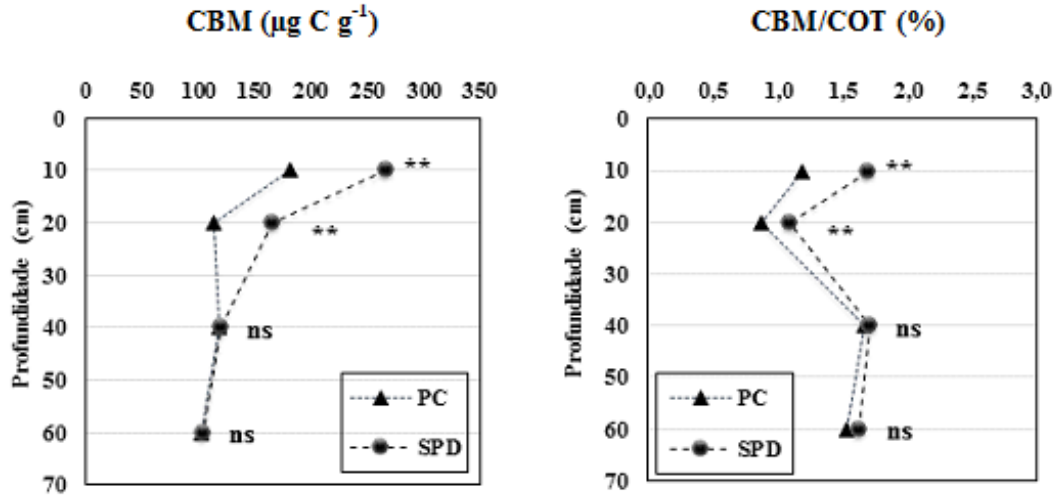 CBM (µg C g-1)
0 50 100 150 200 250 300 350
0
10
20
30
40
50
60
70
Profundidade (cm)
**
**
ns
ns
PC
SPD
CBM/COT (%)
0,0 0,5 1,0 1,5 2,0 2,5 3,0
0
10
20
30
40
50
60
70
Profundidade (cm)
**
**
ns
ns
PC
SPD